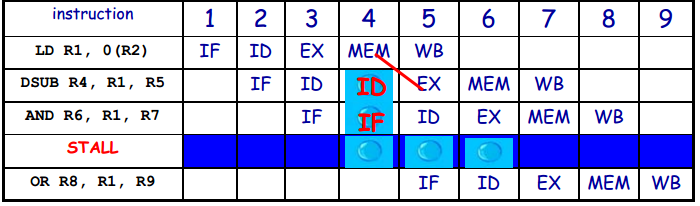 instruction 1 2 3 4 5 6 7 8 9
LD R1, 0(R2) IF ID EX MEM WB
DSUB R4, R1, R5 IF ID ID EX MEM WB
AND R6, R1, R7 IF IF ID EX MEM WB
STALL
OR R8, R1, R9 IF ID EX MEM WB